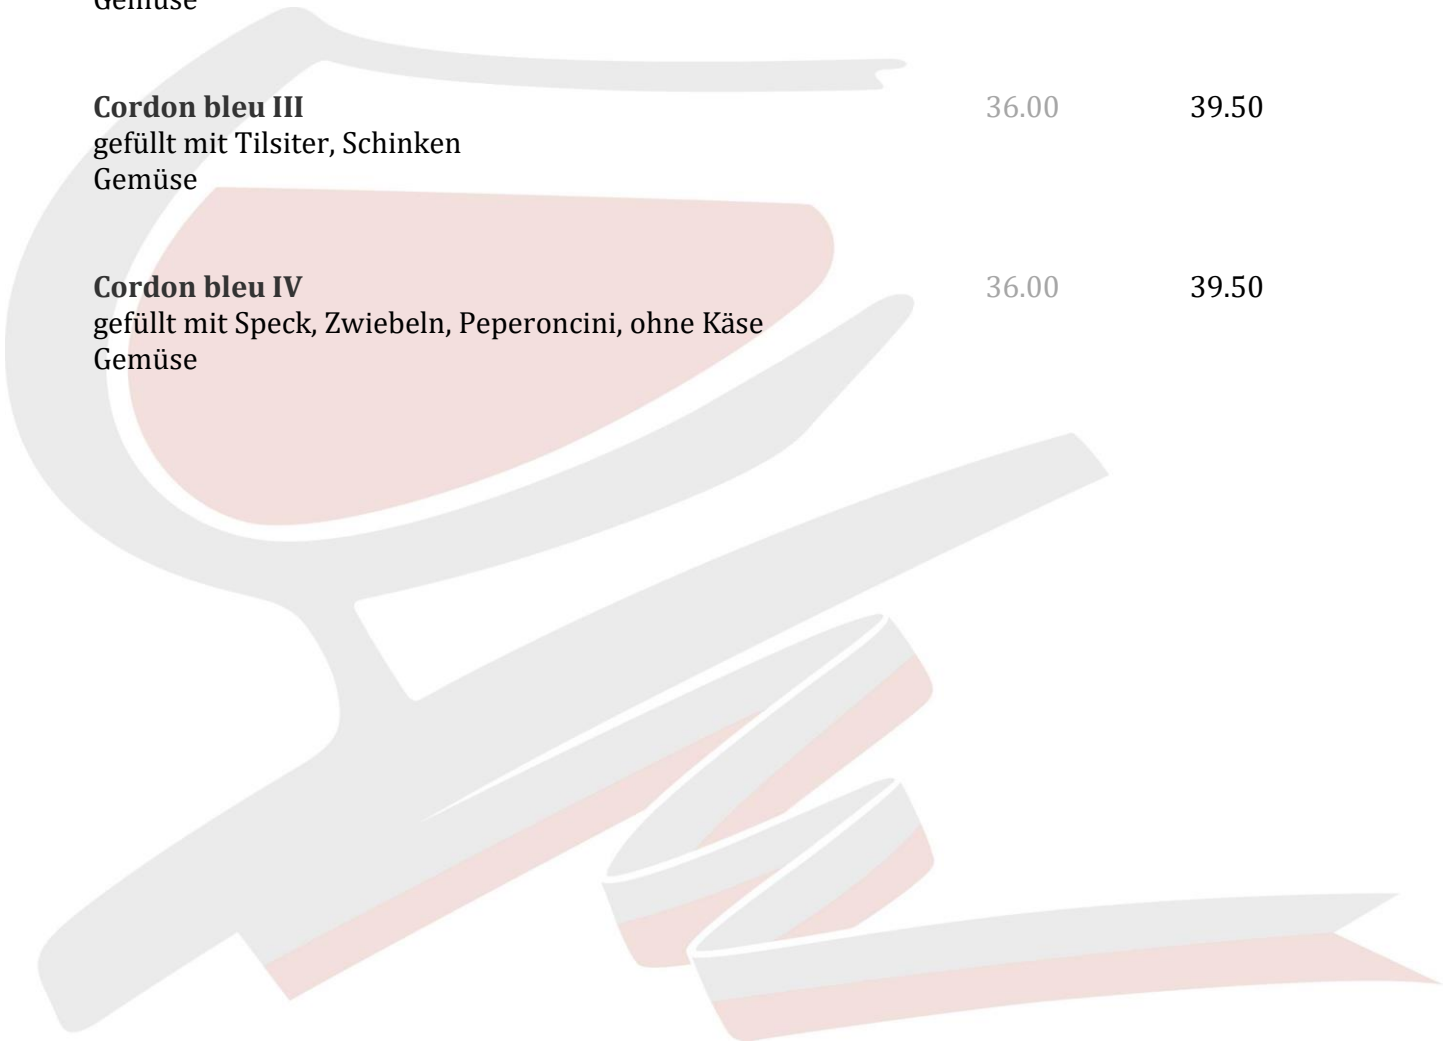 Gemüse
Cordon bleu III 36.00 39.50
gefüllt mit Tilsiter, Schinken
Gemüse
Cordon bleu IV 36.00 39.50
gefüllt mit Speck, Zwiebeln, Peperoncini, ohne Käse
Gemüse